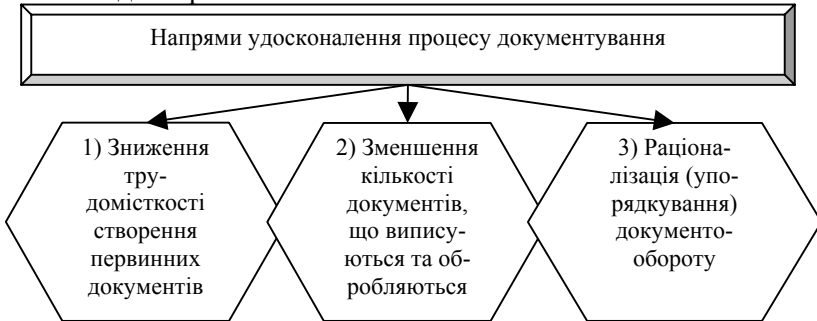 Напрями удосконалення процесу документування
1) Зниження
тру-
домісткості
створення
первинних
документів
2) Зменшення
кількості
документів,
що випису-
ються та об-
робляються
3) Раціона-
лізація (упо-
рядкування)
документо-
обороту